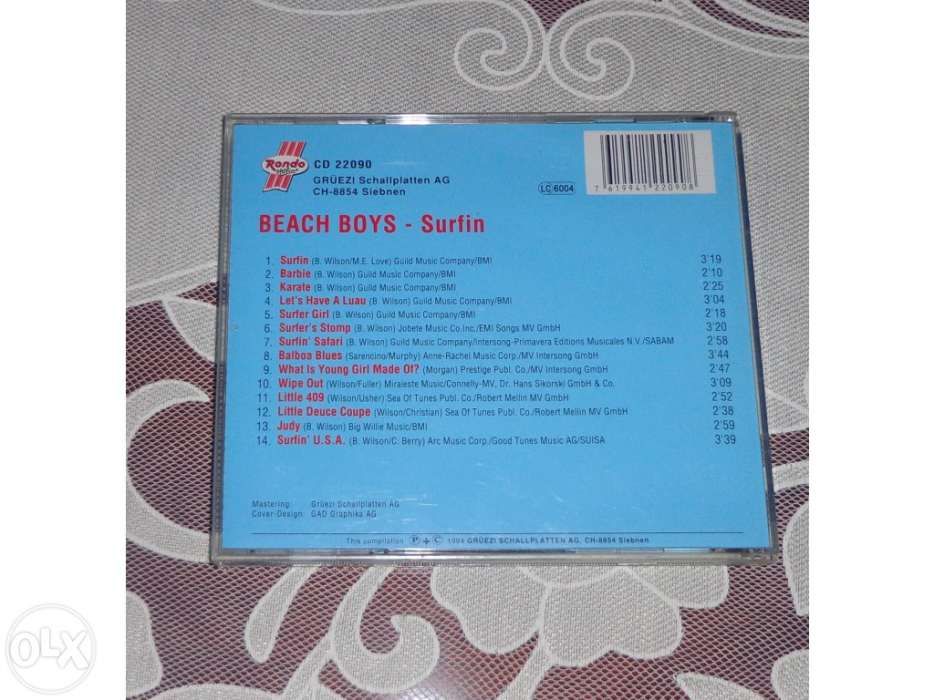 Rondo
CD 22090
GRÜEZI Schallplatten AG
CH-8854 Siebnen
LC 6004
7 619941 220908
BEACH BOYS - Surfin
1. Surfin (B. Wilson/M.E. Love) Guild Music Company/BMI 3'19
2. Barbie (B. Wilson) Guild Music Company/BMI 2'10
3. Karate (B. Wilson) Guild Music Company/BMI 2'25
4. Let's Have A Luau (B. Wilson) Guild Music Company/BMI 3'04
5. Surfer Girl (B. Wilson) Guild Music Company/BMI 2'18
6. Surfer's Stomp (B. Wilson) Jobete Music Co.Inc./EMI Songs MV GmbH 3'20
7. Surfin' Safari (B. Wilson) Guild Music Company/Intersong-Primavera Editions Musicales N.V./SABAM 2'58
8. Balboa Blues (Sarencino/Murphy) Anne-Rachel Music Corp./MV Intersong GmbH 3'44
9. What Is Young Girl Made Of? (Morgan) Prestige Publ. Co./MV Intersong GmbH 2'47
10. Wipe Out (Wilson/Fuller) Miraleste Music/Connelly-MV, Dr. Hans Sikorski GmbH & Co. 3'09
11. Little 409 (Wilson/Usher) Sea Of Tunes Publ. Co./Robert Mellin MV GmbH 2'52
12. Little Deuce Coupe (Wilson/Christian) Sea Of Tunes Publ. Co./Robert Mellin MV GmbH 2'38
13. Judy (B. Wilson) Big Willie Music/BMI 2'59
14. Surfin' U.S.A. (B. Wilson/C. Berry) Arc Music Corp./Good Tunes Music AG/SUISA 3'39
Mastering: Grüezi Schallplatten AG
Cover-Design: GAD Graphika AG
This compilation P + C 1994 GRÜEZI SCHALLPLATTEN AG, CH-8854 Siebnen
OLX